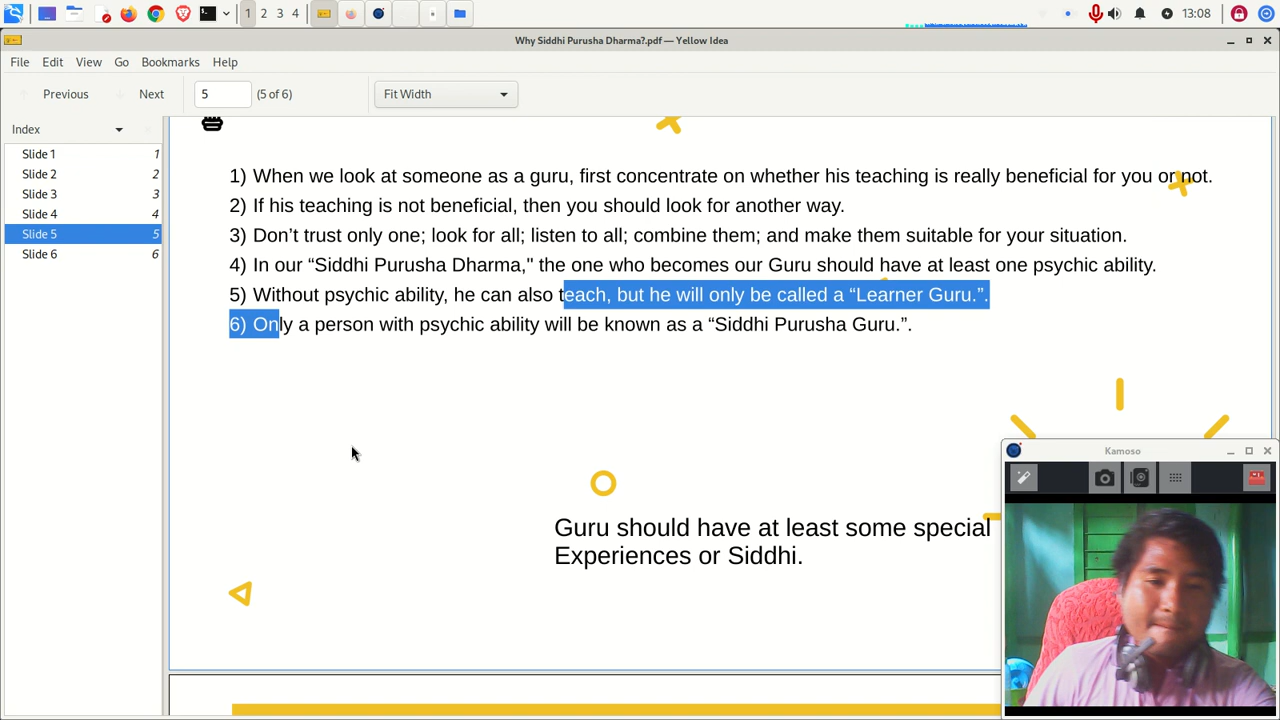 1 2 3 4 13:08
Why Siddhi Purusha Dharma?.pdf — Yellow Idea
File Edit View Go Bookmarks Help
Previous Next 5 (5 of 6) Fit Width
Index
Slide 1 1
Slide 2 2
Slide 3 3
Slide 4 4
Slide 5 5
Slide 6 6
1) When we look at someone as a guru, first concentrate on whether his teaching is really beneficial for you or not.
2) If his teaching is not beneficial, then you should look for another way.
3) Don’t trust only one; look for all; listen to all; combine them; and make them suitable for your situation.
4) In our “Siddhi Purusha Dharma," the one who becomes our Guru should have at least one psychic ability.
5) Without psychic ability, he can also teach, but he will only be called a “Learner Guru.”.
6) Only a person with psychic ability will be known as a “Siddhi Purusha Guru.”.
Guru should have at least some special
Experiences or Siddhi.
Kamoso